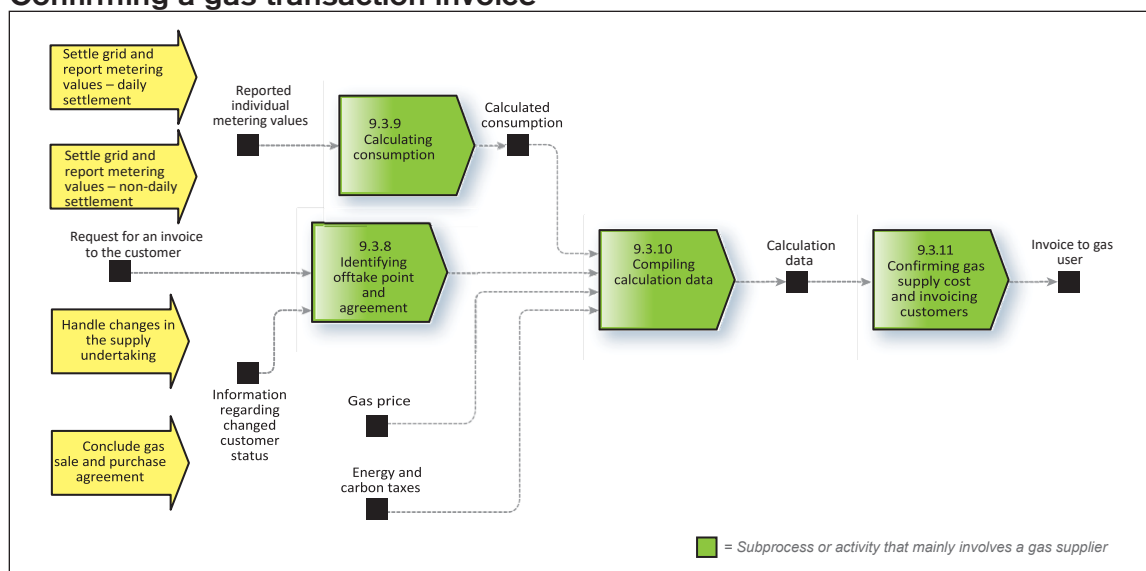 Confirming a gas transaction invoice
Settle grid and
report metering
values – daily
settlement
Reported
individual
metering values
9.3.9
Calculating
consumption
Calculated
consumption
Settle grid and
report metering
values – non-daily
settlement
Request for an invoice
to the customer
9.3.8
Identifying
offtake point
and
agreement
9.3.10
Compiling
calculation data
Calculation
data
9.3.11
Confirming gas
supply cost
and invoicing
customers
Invoice to gas
user
Handle changes in
the supply
undertaking
Information
regarding
changed
customer
status
Gas price
Conclude gas
sale and purchase
agreement
Energy and
carbon taxes
= Subprocess or activity that mainly involves a gas supplier